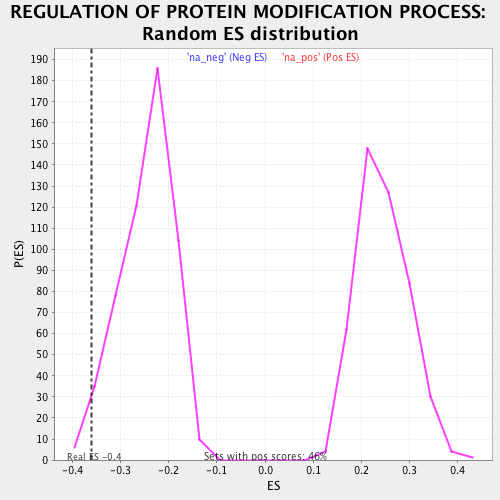 REGULATION OF PROTEIN MODIFICATION PROCESS:
Random ES distribution
'na_neg' (Neg ES) 'na_pos' (Pos ES)
190
180
170
160
150
140
130
120
110
100
90
80
70
60
50
40
30
20
10
0
P(ES)
Real ES -0.4
Sets with pos scores: 46%
-0.4 -0.3 -0.2 -0.1 0.0 0.1 0.2 0.3 0.4
ES